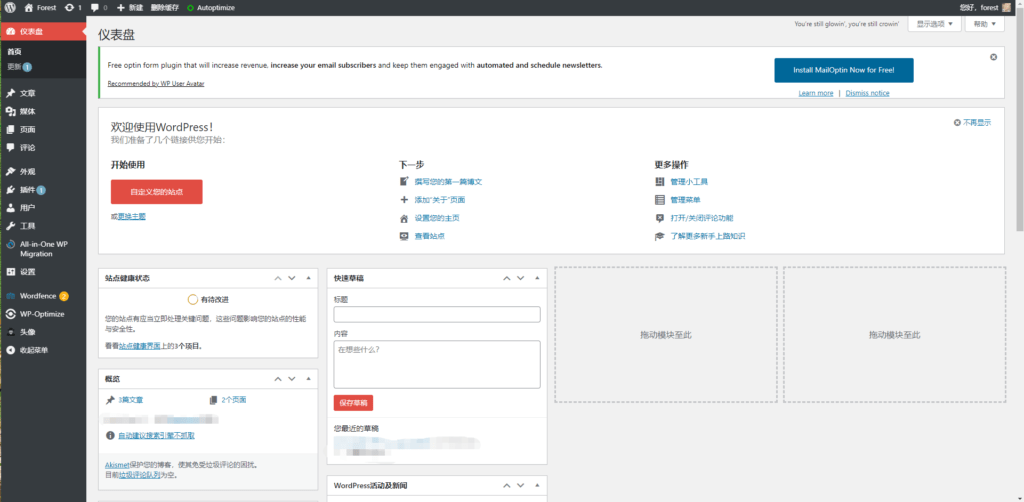 Forest 1 0 新建 删除缓存 Autoptimize 您好，forest
仪表盘
首页
更新 1
文章
媒体
页面
评论
外观
插件 1
用户
工具
All-in-One WP
Migration
设置
Wordfence 2
WP-Optimize
头像
收起菜单
仪表盘
You're still glowin', you're still crowin'
显示选项
帮助
Free optin form plugin that will increase revenue, increase your email subscribers and keep them engaged with automated and schedule newsletters.
Recommended by WP User Avatar
Install MailOptin Now for Free!
Learn more | Dismiss notice
欢迎使用WordPress！
我们准备了几个链接供您开始：
不再显示
开始使用
自定义您的站点
或更换主题
下一步
撰写您的第一篇博文
添加“关于”页面
设置您的主页
查看站点
更多操作
管理小工具
管理菜单
打开/关闭评论功能
了解更多新手上路知识
站点健康状态
有待改进
您的站点有应当立即处理关键问题，这些问题影响您的站点的性能
与安全性。
看看站点健康界面上的3个项目。
概览
3篇文章
2个页面
自动建议搜索引擎不抓取
Akismet保护您的博客，使其免受垃圾评论的困扰。
目前垃圾评论队列为空。
快速草稿
标题
内容
在想些什么？
保存草稿
您最近的草稿
WordPress活动及新闻
拖动模块至此
拖动模块至此